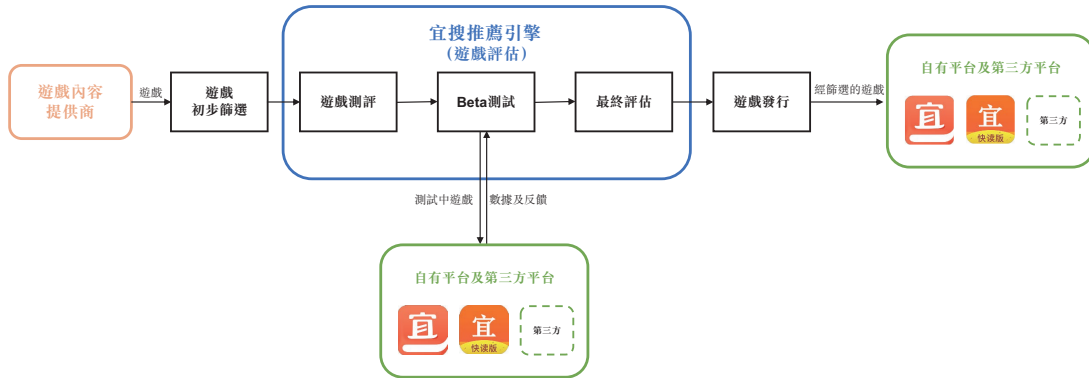 宜搜推薦引擎
(遊戲評估)
遊戲內容
提供商
遊戲
遊戲
初步篩選
遊戲測評
Beta測試
最終評估
遊戲發行
經篩選的遊戲
自有平台及第三方平台
宜
宜
快读版
第三方
測試中遊戲
數據及反饋
自有平台及第三方平台
宜
宜
快读版
第三方